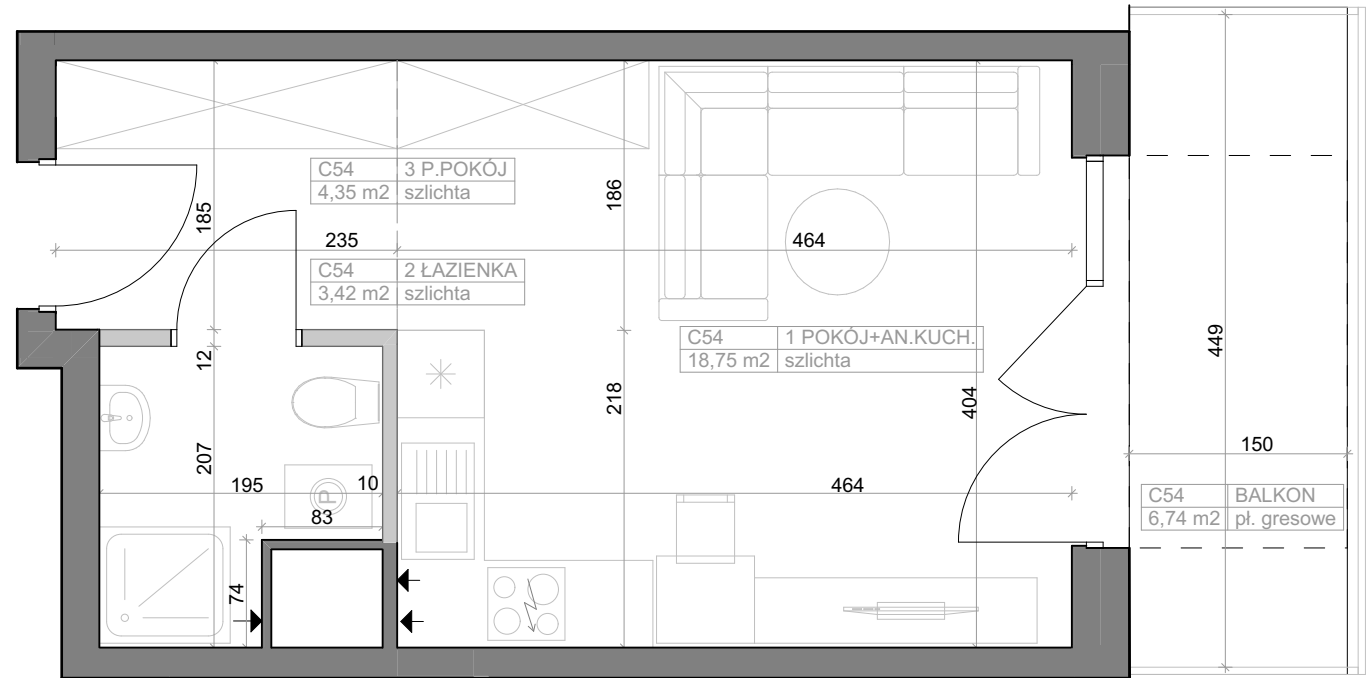 C54 3 P.POKÓJ
4,35 m2 szlichta
185
186
235
464
C54 2 ŁAZIENKA
3,42 m2 szlichta
C54 1 POKÓJ+AN.KUCH.
18,75 m2 szlichta
449
12
218
404
207
150
195
10
P
464
83
C54 BALKON
6,74 m2 pł. gresowe
74